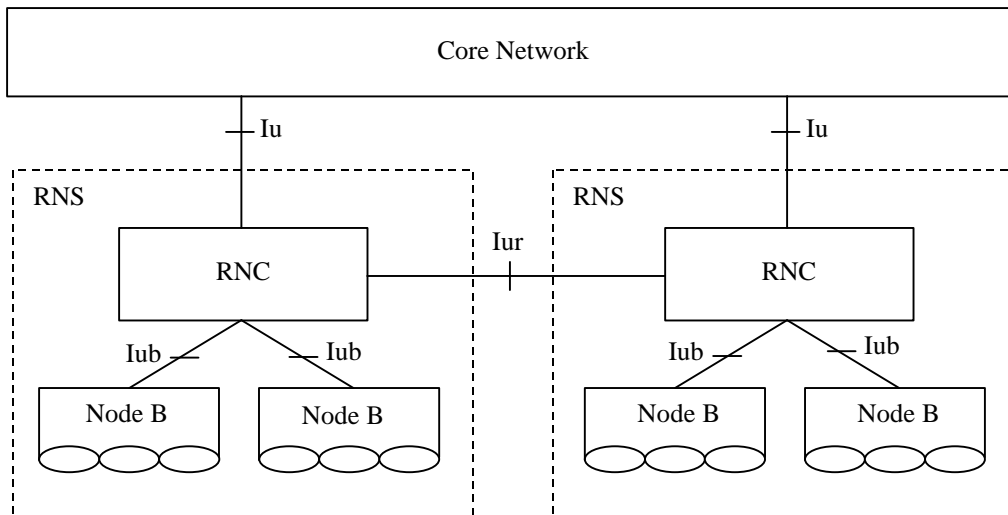 Core Network
Iu
Iu
RNS
RNS
Iur
RNC
RNC
Iub
Iub
Iub
Iub
Node B
Node B
Node B
Node B